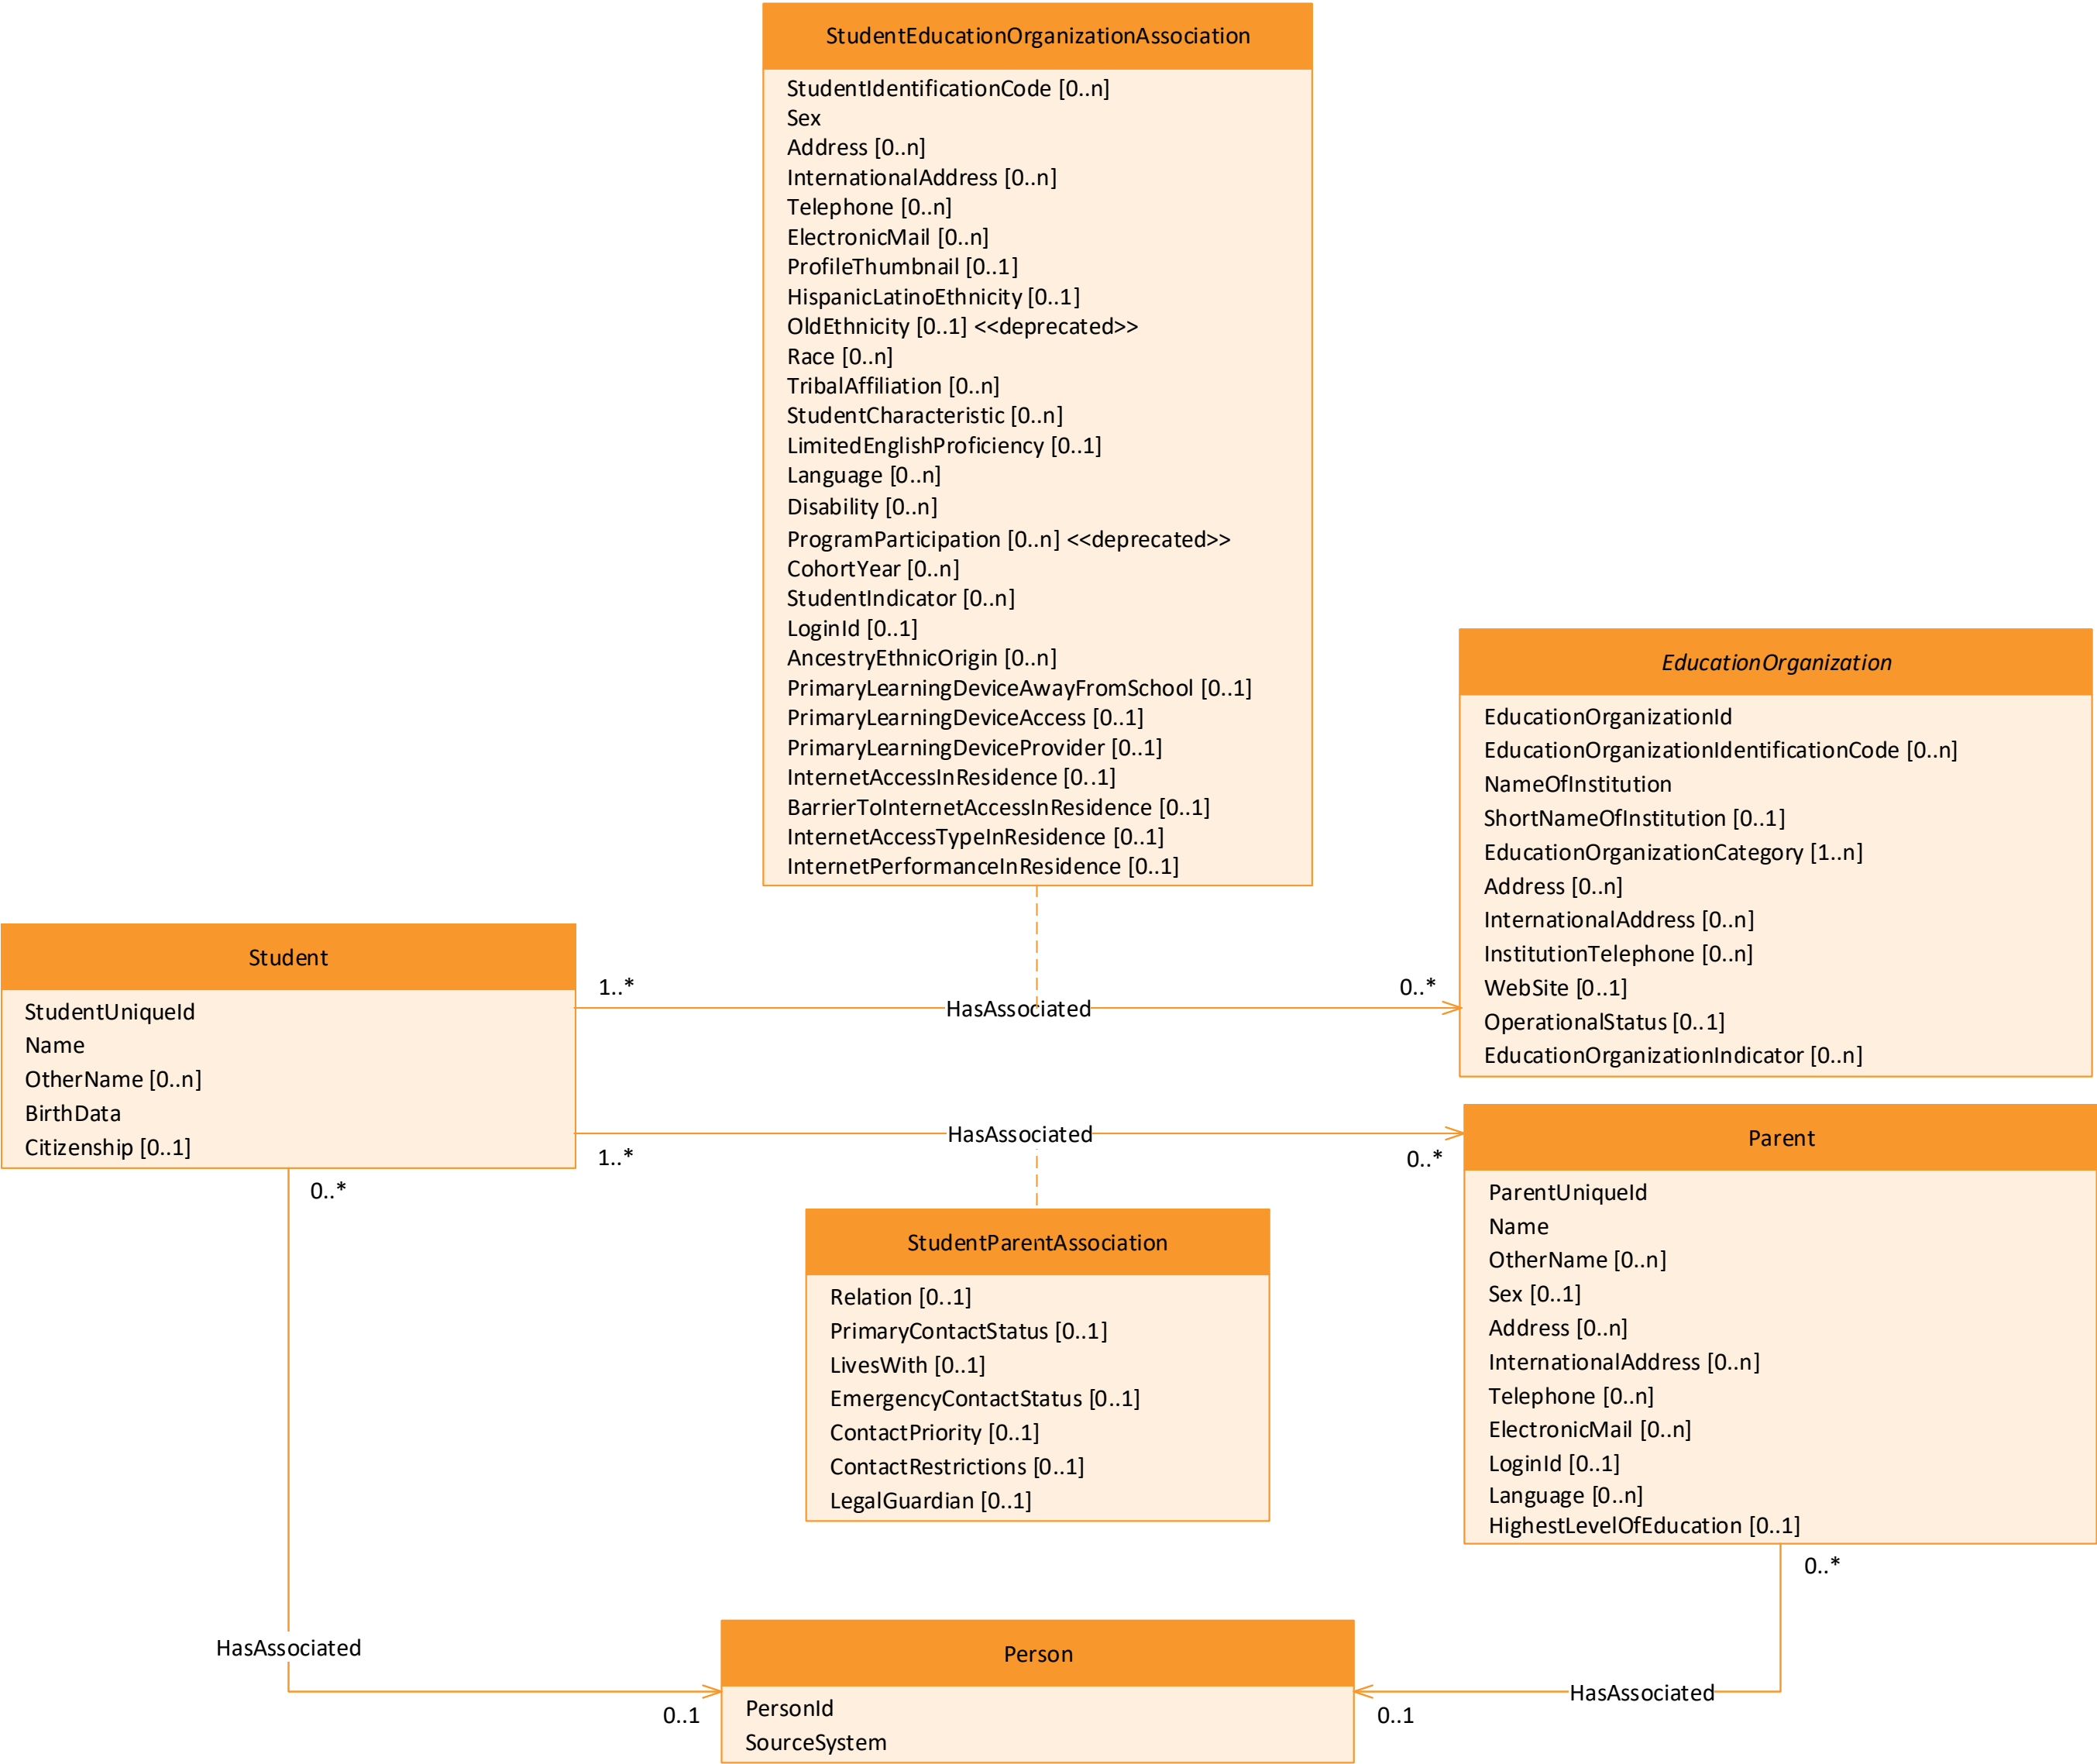 StudentEducationOrganizationAssociation
StudentIdentificationCode [0..n]
Sex
Address [0..n]
InternationalAddress [0..n]
Telephone [0..n]
ElectronicMail [0..n]
ProfileThumbnail [0..1]
HispanicLatinoEthnicity [0..1]
OldEthnicity [0..1] <<deprecated>>
Race [0..n]
TribalAffiliation [0..n]
StudentCharacteristic [0..n]
LimitedEnglishProficiency [0..1]
Language [0..n]
Disability [0..n]
ProgramParticipation [0..n] <<deprecated>>
CohortYear [0..n]
StudentIndicator [0..n]
LoginId [0..1]
AncestryEthnicOrigin [0..n]
PrimaryLearningDeviceAwayFromSchool [0..1]
PrimaryLearningDeviceAccess [0..1]
PrimaryLearningDeviceProvider [0..1]
InternetAccessInResidence [0..1]
BarrierToInternetAccessInResidence [0..1]
InternetAccessTypeInResidence [0..1]
InternetPerformanceInResidence [0..1]
EducationOrganization
EducationOrganizationId
EducationOrganizationIdentificationCode [0..n]
NameOfInstitution
ShortNameOfInstitution [0..1]
EducationOrganizationCategory [1..n]
Address [0..n]
InternationalAddress [0..n]
InstitutionTelephone [0..n]
WebSite [0..1]
OperationalStatus [0..1]
EducationOrganizationIndicator [0..n]
Student
StudentUniqueId
Name
OtherName [0..n]
BirthData
Citizenship [0..1]
1..*
HasAssociated
0..*
1..*
HasAssociated
0..*
0..*
Parent
ParentUniqueId
Name
OtherName [0..n]
Sex [0..1]
Address [0..n]
InternationalAddress [0..n]
Telephone [0..n]
ElectronicMail [0..n]
LoginId [0..1]
Language [0..n]
HighestLevelOfEducation [0..1]
StudentParentAssociation
Relation [0..1]
PrimaryContactStatus [0..1]
LivesWith [0..1]
EmergencyContactStatus [0..1]
ContactPriority [0..1]
ContactRestrictions [0..1]
LegalGuardian [0..1]
0..*
HasAssociated
0..1
Person
PersonId
SourceSystem
HasAssociated
0..1